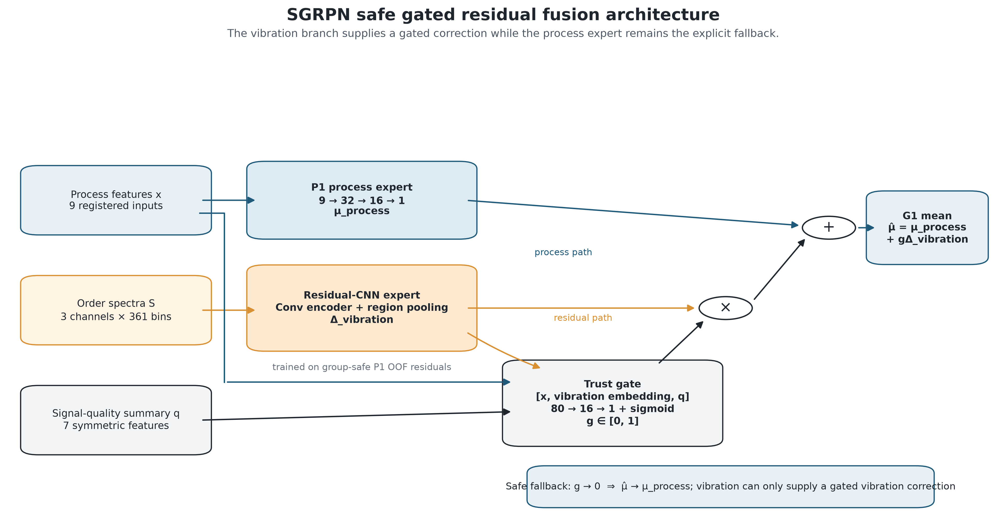 SGRPN safe gated residual fusion architecture
The vibration branch supplies a gated correction while the process expert remains the explicit fallback.
Process features x
9 registered inputs
P1 process expert
9 → 32 → 16 → 1
μ_process
+
G1 mean
μ̂ = μ_process
+ gΔ_vibration
process path
Order spectra S
3 channels × 361 bins
Residual-CNN expert
Conv encoder + region pooling
Δ_vibration
residual path
×
trained on group-safe P1 OOF residuals
Signal-quality summary q
7 symmetric features
Trust gate
[x, vibration embedding, q]
80 → 16 → 1 + sigmoid
g ∈ [0, 1]
Safe fallback: g → 0 ⇒ μ̂ → μ_process; vibration can only supply a gated vibration correction